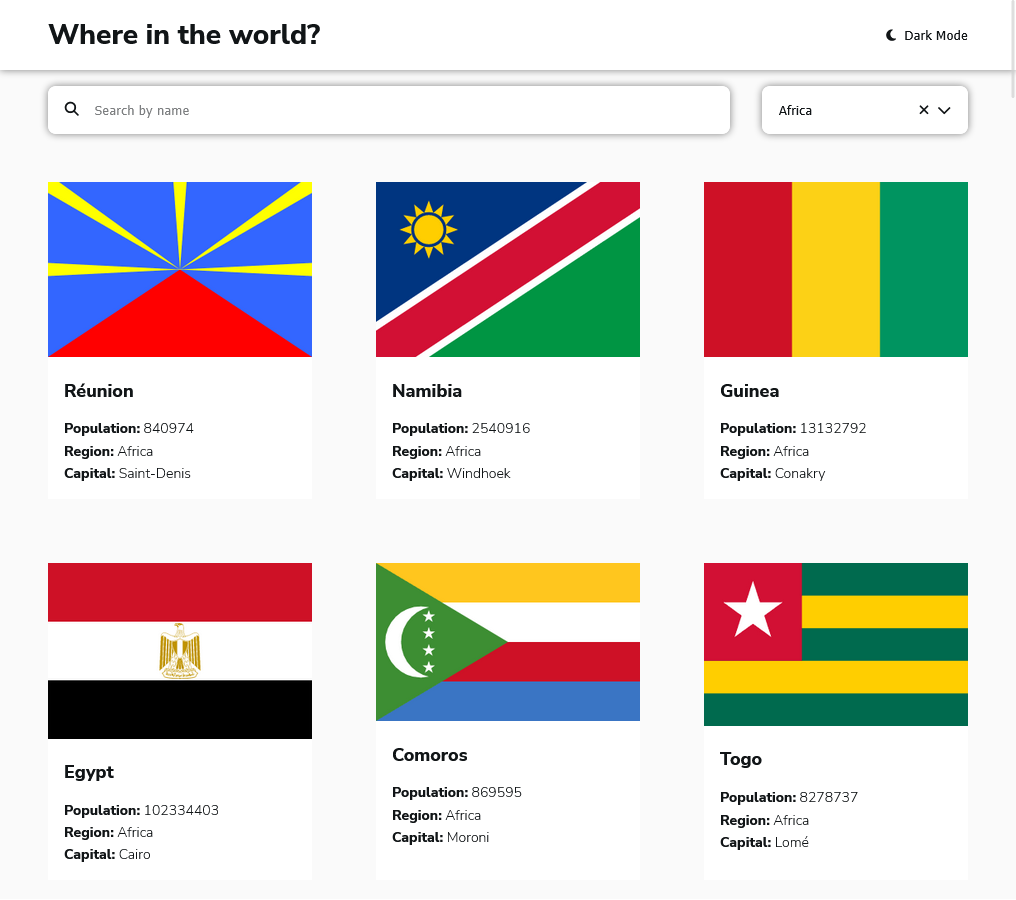 Where in the world?
Dark Mode
Search by name
Africa
Réunion
Population: 840974
Region: Africa
Capital: Saint-Denis
Namibia
Population: 2540916
Region: Africa
Capital: Windhoek
Guinea
Population: 13132792
Region: Africa
Capital: Conakry
Egypt
Population: 102334403
Region: Africa
Capital: Cairo
Comoros
Population: 869595
Region: Africa
Capital: Moroni
Togo
Population: 8278737
Region: Africa
Capital: Lomé